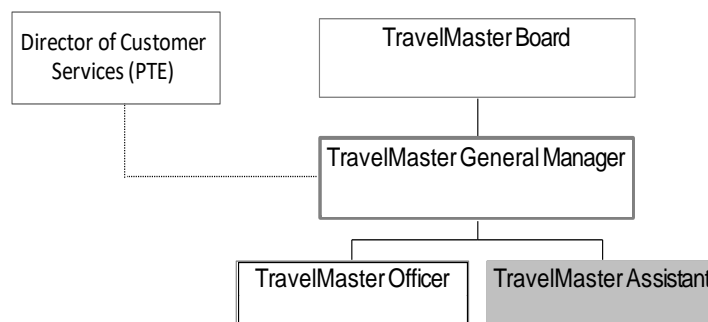 Director of Customer
Services (PTE)
TravelMaster Board
TravelMaster General Manager
TravelMaster Officer
TravelMaster Assistant